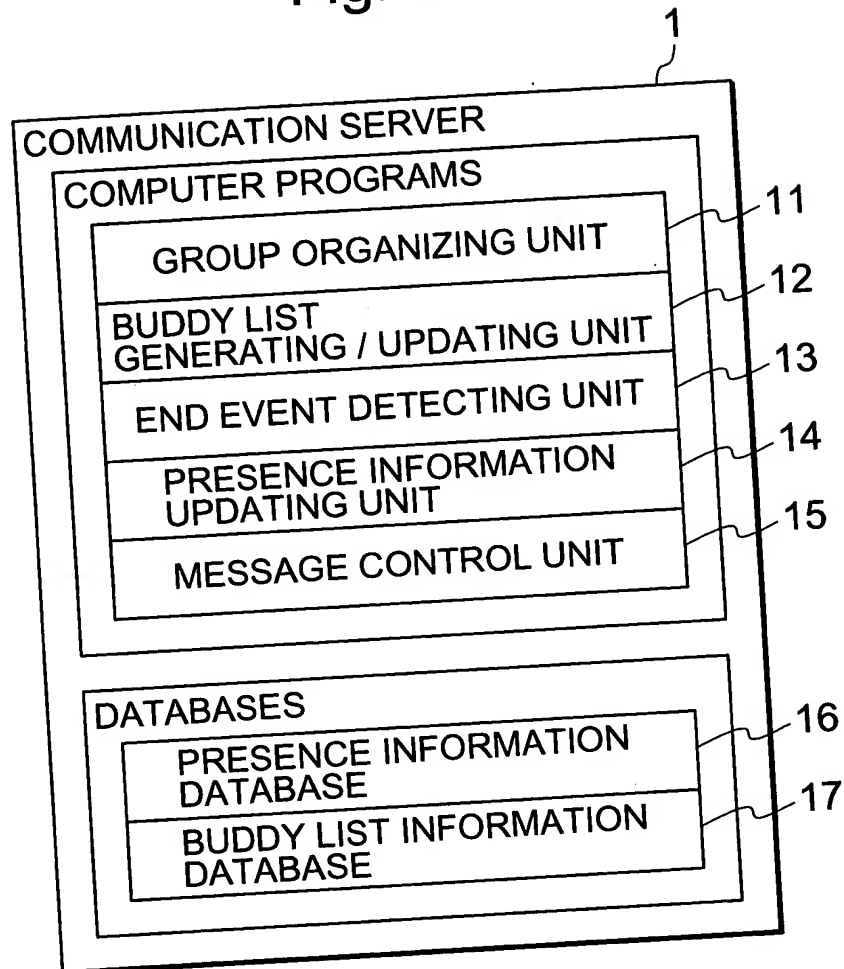 1
COMMUNICATION SERVER
COMPUTER PROGRAMS
GROUP ORGANIZING UNIT
11
BUDDY LIST
GENERATING / UPDATING UNIT
12
END EVENT DETECTING UNIT
13
PRESENCE INFORMATION
UPDATING UNIT
14
MESSAGE CONTROL UNIT
15
DATABASES
PRESENCE INFORMATION
DATABASE
16
BUDDY LIST INFORMATION
DATABASE
17